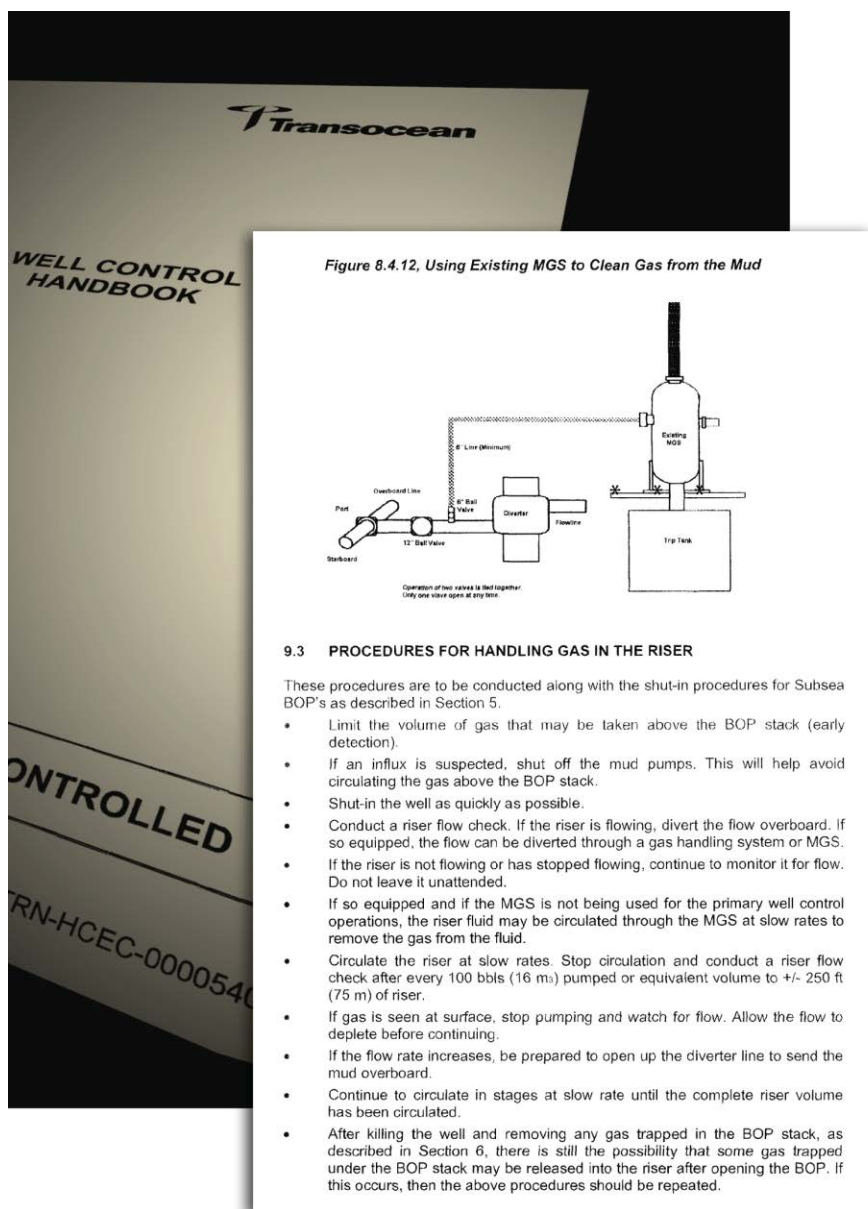 Transocean
WELL CONTROL
HANDBOOK
ONTROLLED
TRN-HCEC-0000540
Figure 8.4.12, Using Existing MGS to Clean Gas from the Mud
Existing
MGS
6" Line (Minimum)
Overboard Line
6" Ball
Valve
Port
Diverter
Flowline
12" Ball Valve
Trip Tank
Starboard
Operation of two valves is tied together.
Only one vlave open at any time.
9.3 PROCEDURES FOR HANDLING GAS IN THE RISER
These procedures are to be conducted along with the shut-in procedures for Subsea
BOP's as described in Section 5.
• Limit the volume of gas that may be taken above the BOP stack (early
detection).
• If an influx is suspected, shut off the mud pumps. This will help avoid
circulating the gas above the BOP stack.
• Shut-in the well as quickly as possible.
• Conduct a riser flow check. If the riser is flowing, divert the flow overboard. If
so equipped, the flow can be diverted through a gas handling system or MGS.
• If the riser is not flowing or has stopped flowing, continue to monitor it for flow.
Do not leave it unattended.
• If so equipped and if the MGS is not being used for the primary well control
operations, the riser fluid may be circulated through the MGS at slow rates to
remove the gas from the fluid.
• Circulate the riser at slow rates. Stop circulation and conduct a riser flow
check after every 100 bbls (16 m3) pumped or equivalent volume to +/- 250 ft
(75 m) of riser.
• If gas is seen at surface, stop pumping and watch for flow. Allow the flow to
deplete before continuing.
• If the flow rate increases, be prepared to open up the diverter line to send the
mud overboard.
• Continue to circulate in stages at slow rate until the complete riser volume
has been circulated.
• After killing the well and removing any gas trapped in the BOP stack, as
described in Section 6, there is still the possibility that some gas trapped
under the BOP stack may be released into the riser after opening the BOP. If
this occurs, then the above procedures should be repeated.